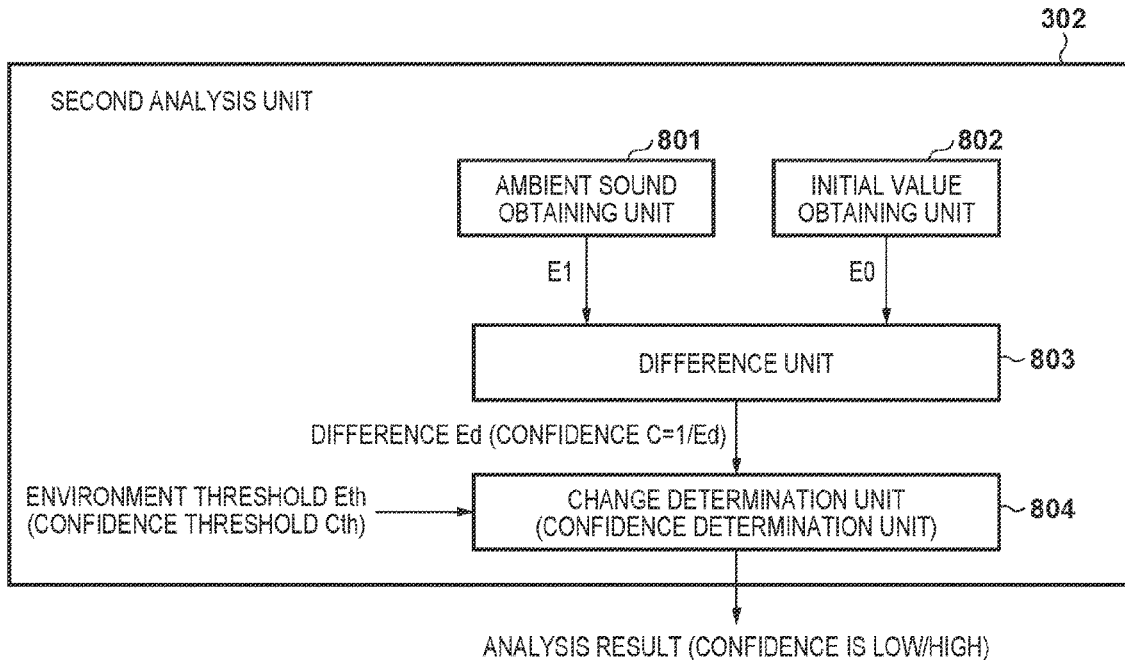 302
SECOND ANALYSIS UNIT
801
802
AMBIENT SOUND
OBTAINING UNIT
INITIAL VALUE
OBTAINING UNIT
E1
E0
DIFFERENCE UNIT
803
DIFFERENCE Ed (CONFIDENCE C=1/Ed)
ENVIRONMENT THRESHOLD Eth
(CONFIDENCE THRESHOLD Cth)
CHANGE DETERMINATION UNIT
(CONFIDENCE DETERMINATION UNIT)
804
ANALYSIS RESULT (CONFIDENCE IS LOW/HIGH)